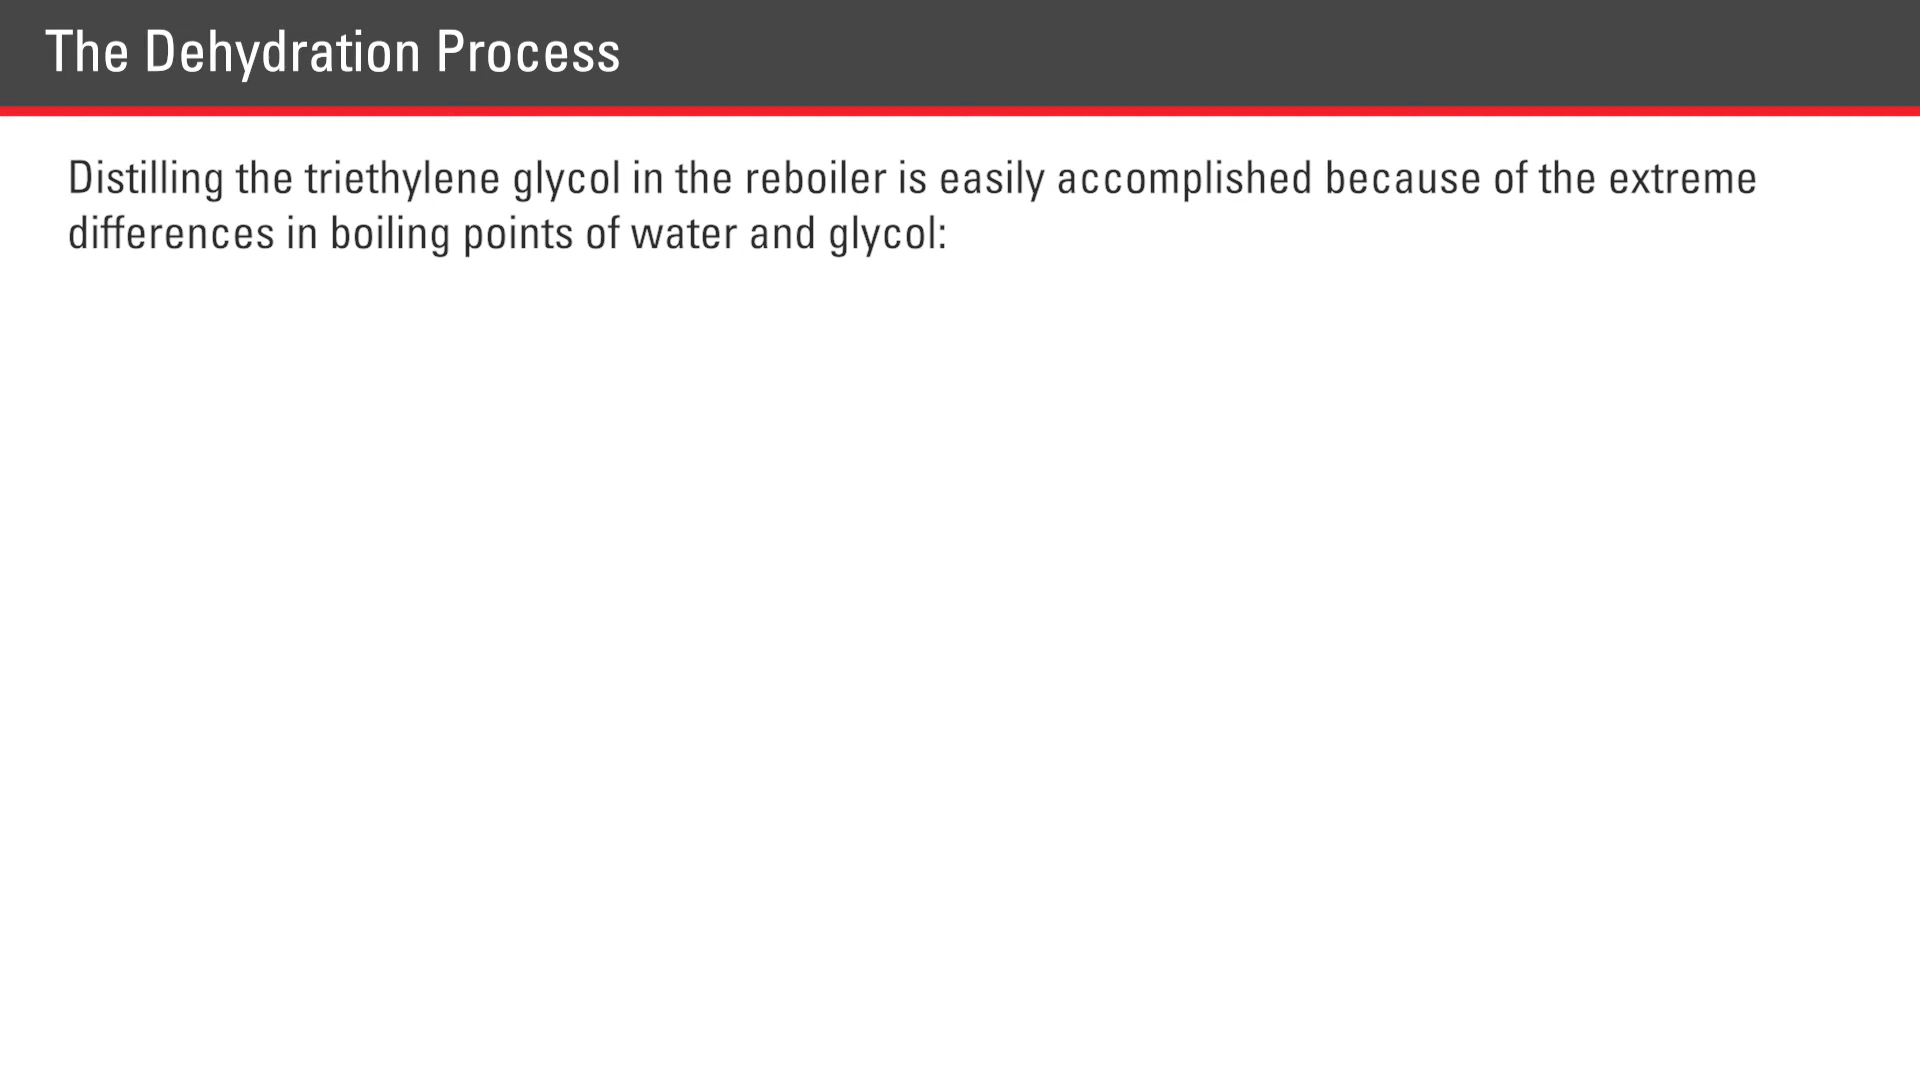 The Dehydration Process
Distilling the triethylene glycol in the reboiler is easily accomplished because of the extreme
differences in boiling points of water and glycol: